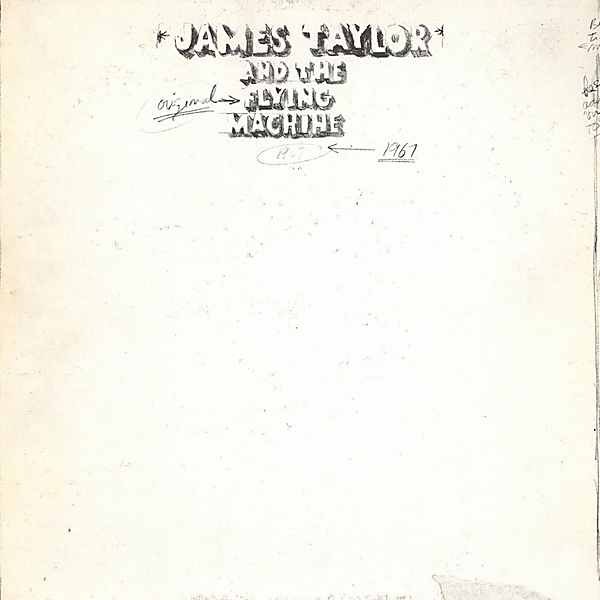 *JAMES TAYLOR*
AND THE
original → FLYING
MACHINE
← 1967